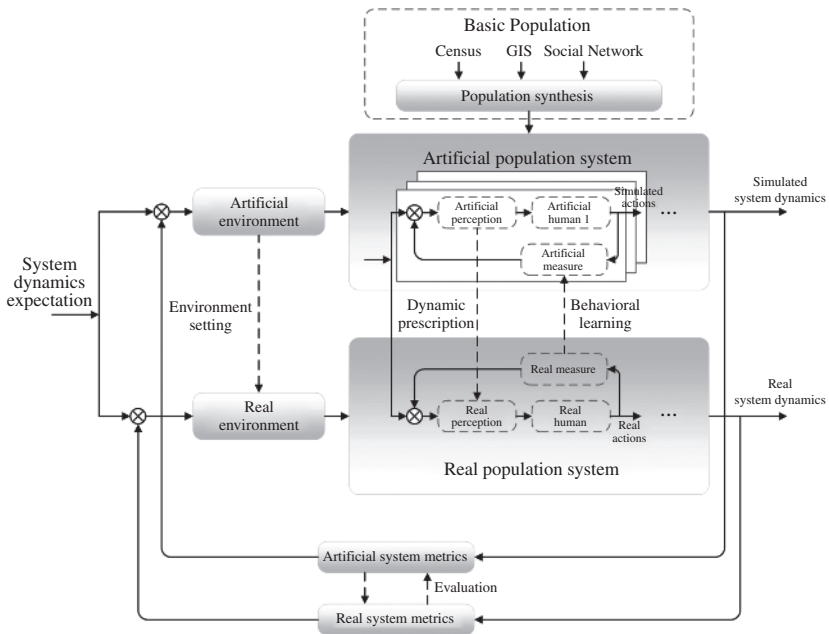 Basic Population
Census
GIS
Social Network
Population synthesis
Artificial population system
Artificial
environment
Artificial
perception
Artificial
human 1
Simulated
actions
...
Simulated
system dynamics
Artificial
measure
System
dynamics
expectation
Environment
setting
Dynamic
prescription
Behavioral
learning
Real measure
Real
environment
Real
perception
Real
human
Real
actions
...
Real
system dynamics
Real population system
Artificial system metrics
Evaluation
Real system metrics